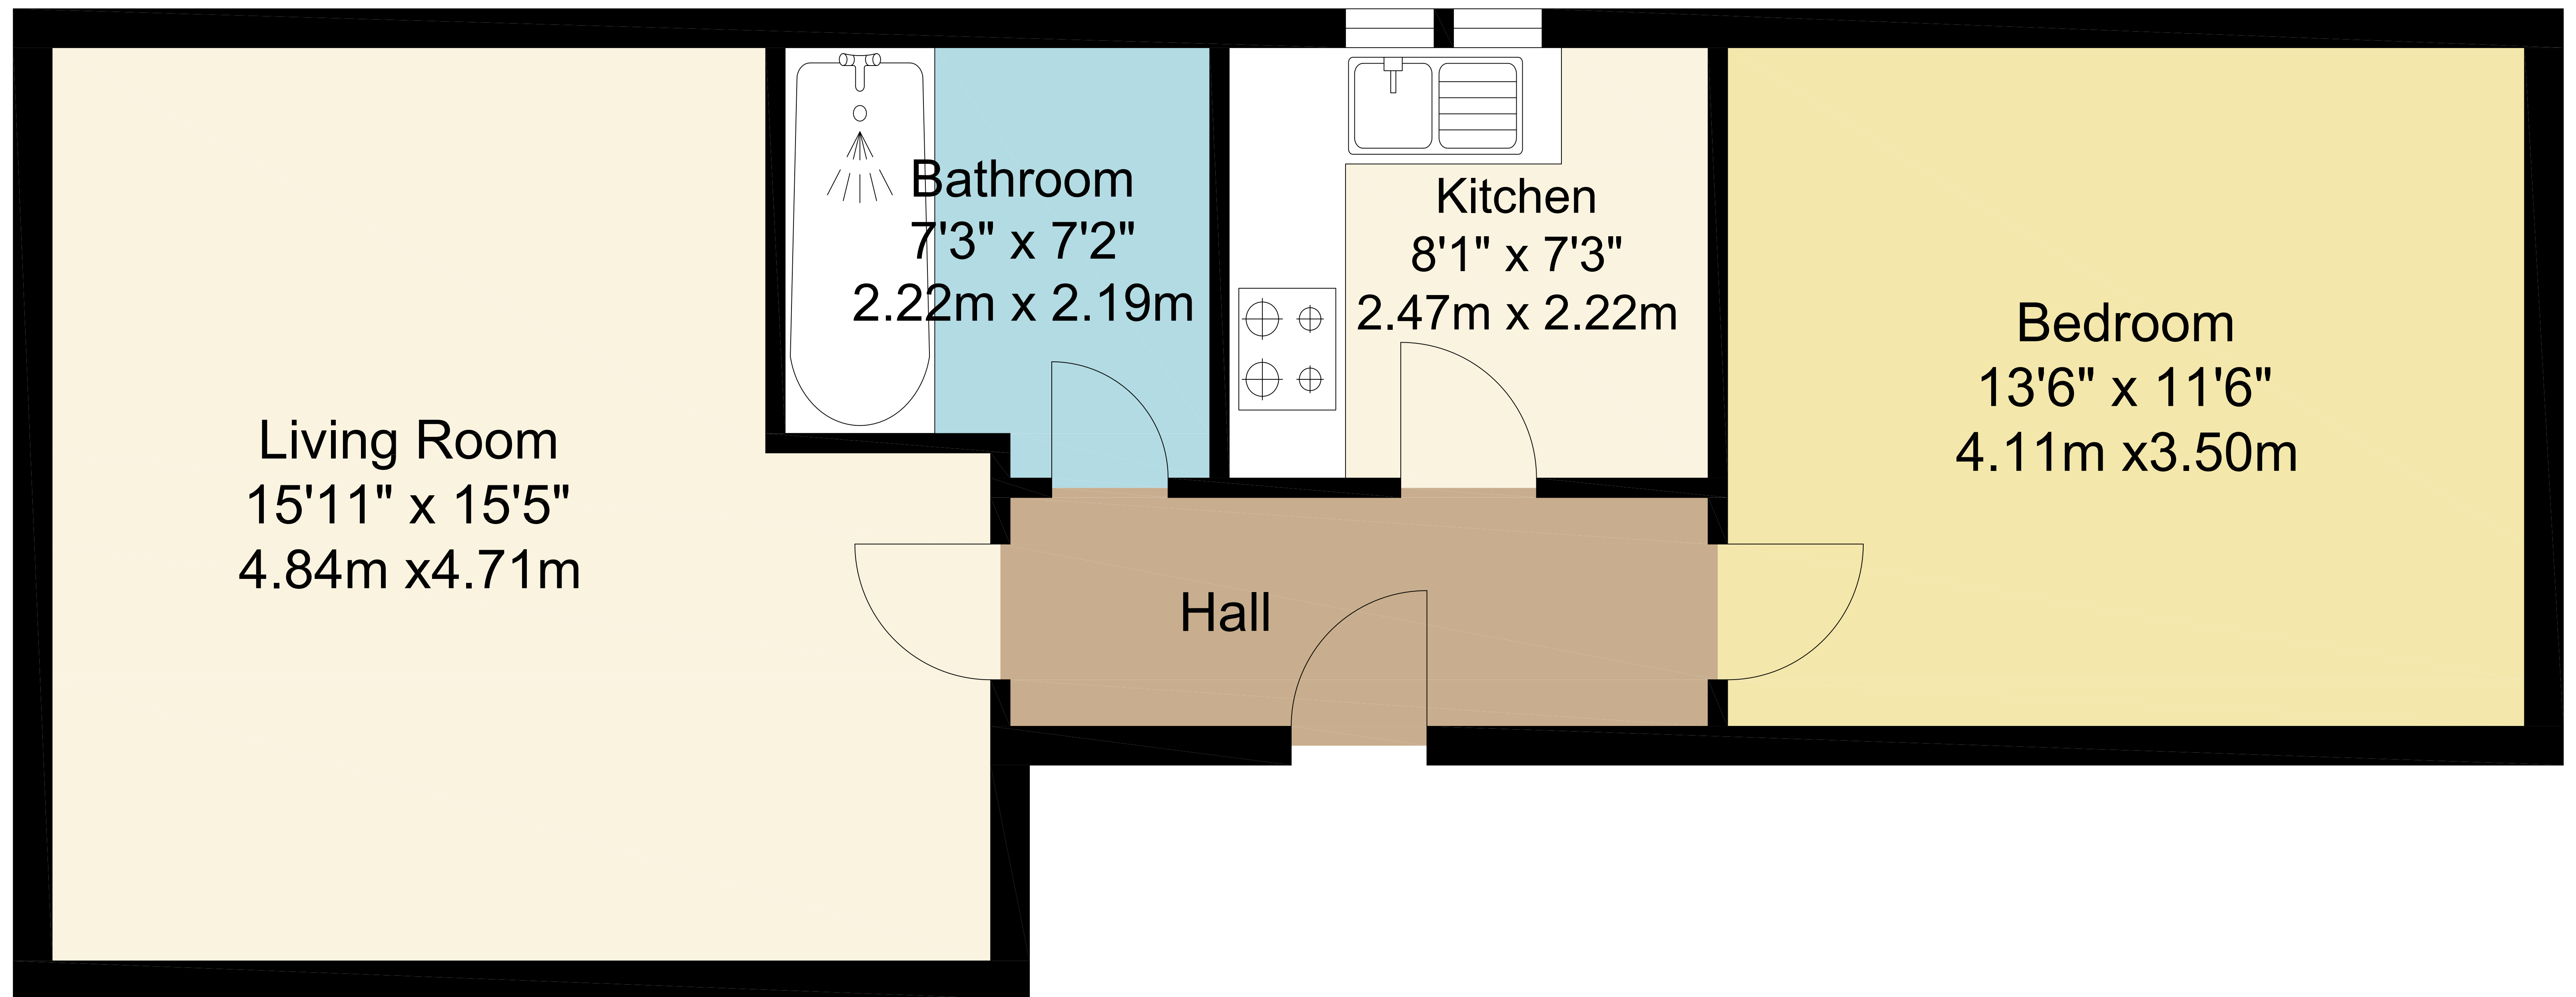 Living Room
15'11" x 15'5"
4.84m x4.71m
Bathroom
7'3" x 7'2"
2.22m x 2.19m
Kitchen
8'1" x 7'3"
2.47m x 2.22m
Hall
Bedroom
13'6" x 11'6"
4.11m x3.50m